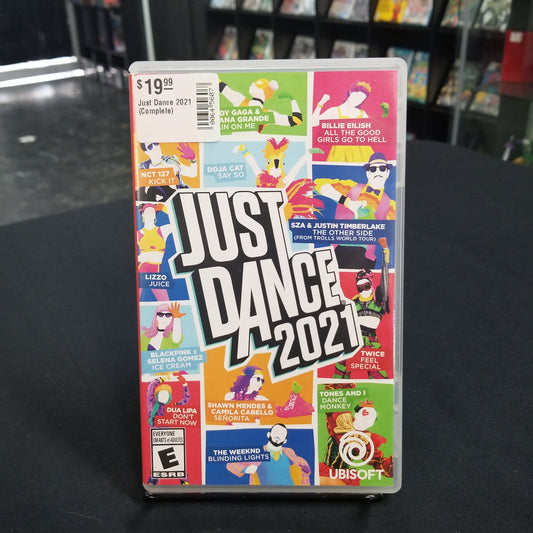 $19.99
Just Dance 2021
(Complete)
GAGA &
ANA GRANDE
IN ON ME
BILLIE EILISH
ALL THE GOOD
GIRLS GO TO HELL
NCT 127
KICK IT
DOJA CAT
SAY SO
SZA & JUSTIN TIMBERLAKE
THE OTHER SIDE
(FROM TROLLS WORLD TOUR)
LIZZO
JUICE
JUST
DANCE
2021
BLACKPINK X
SELENA GOMEZ
ICE CREAM
TWICE
FEEL
SPECIAL
SHAWN MENDES &
CAMILA CABELLO
SEÑORITA
TONES AND I
DANCE
MONKEY
DUA LIPA
DON'T
START NOW
THE WEEKND
BLINDING LIGHTS
EVERYONE
ENFANTS et ADULTES
E
ESRB
UBISOFT